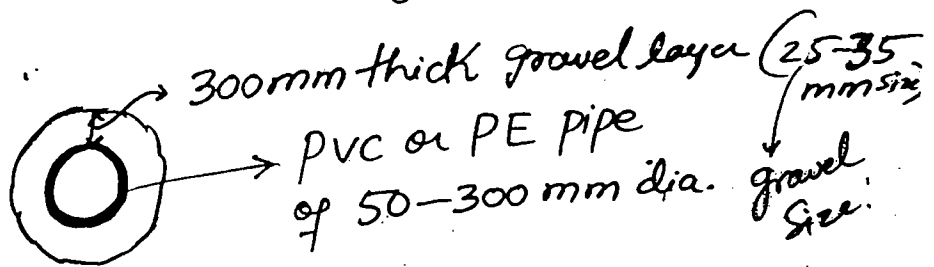 300mm thick gravel layer (25-35
mm size,
PVC or PE pipe
of 50-300 mm dia. gravel
size.